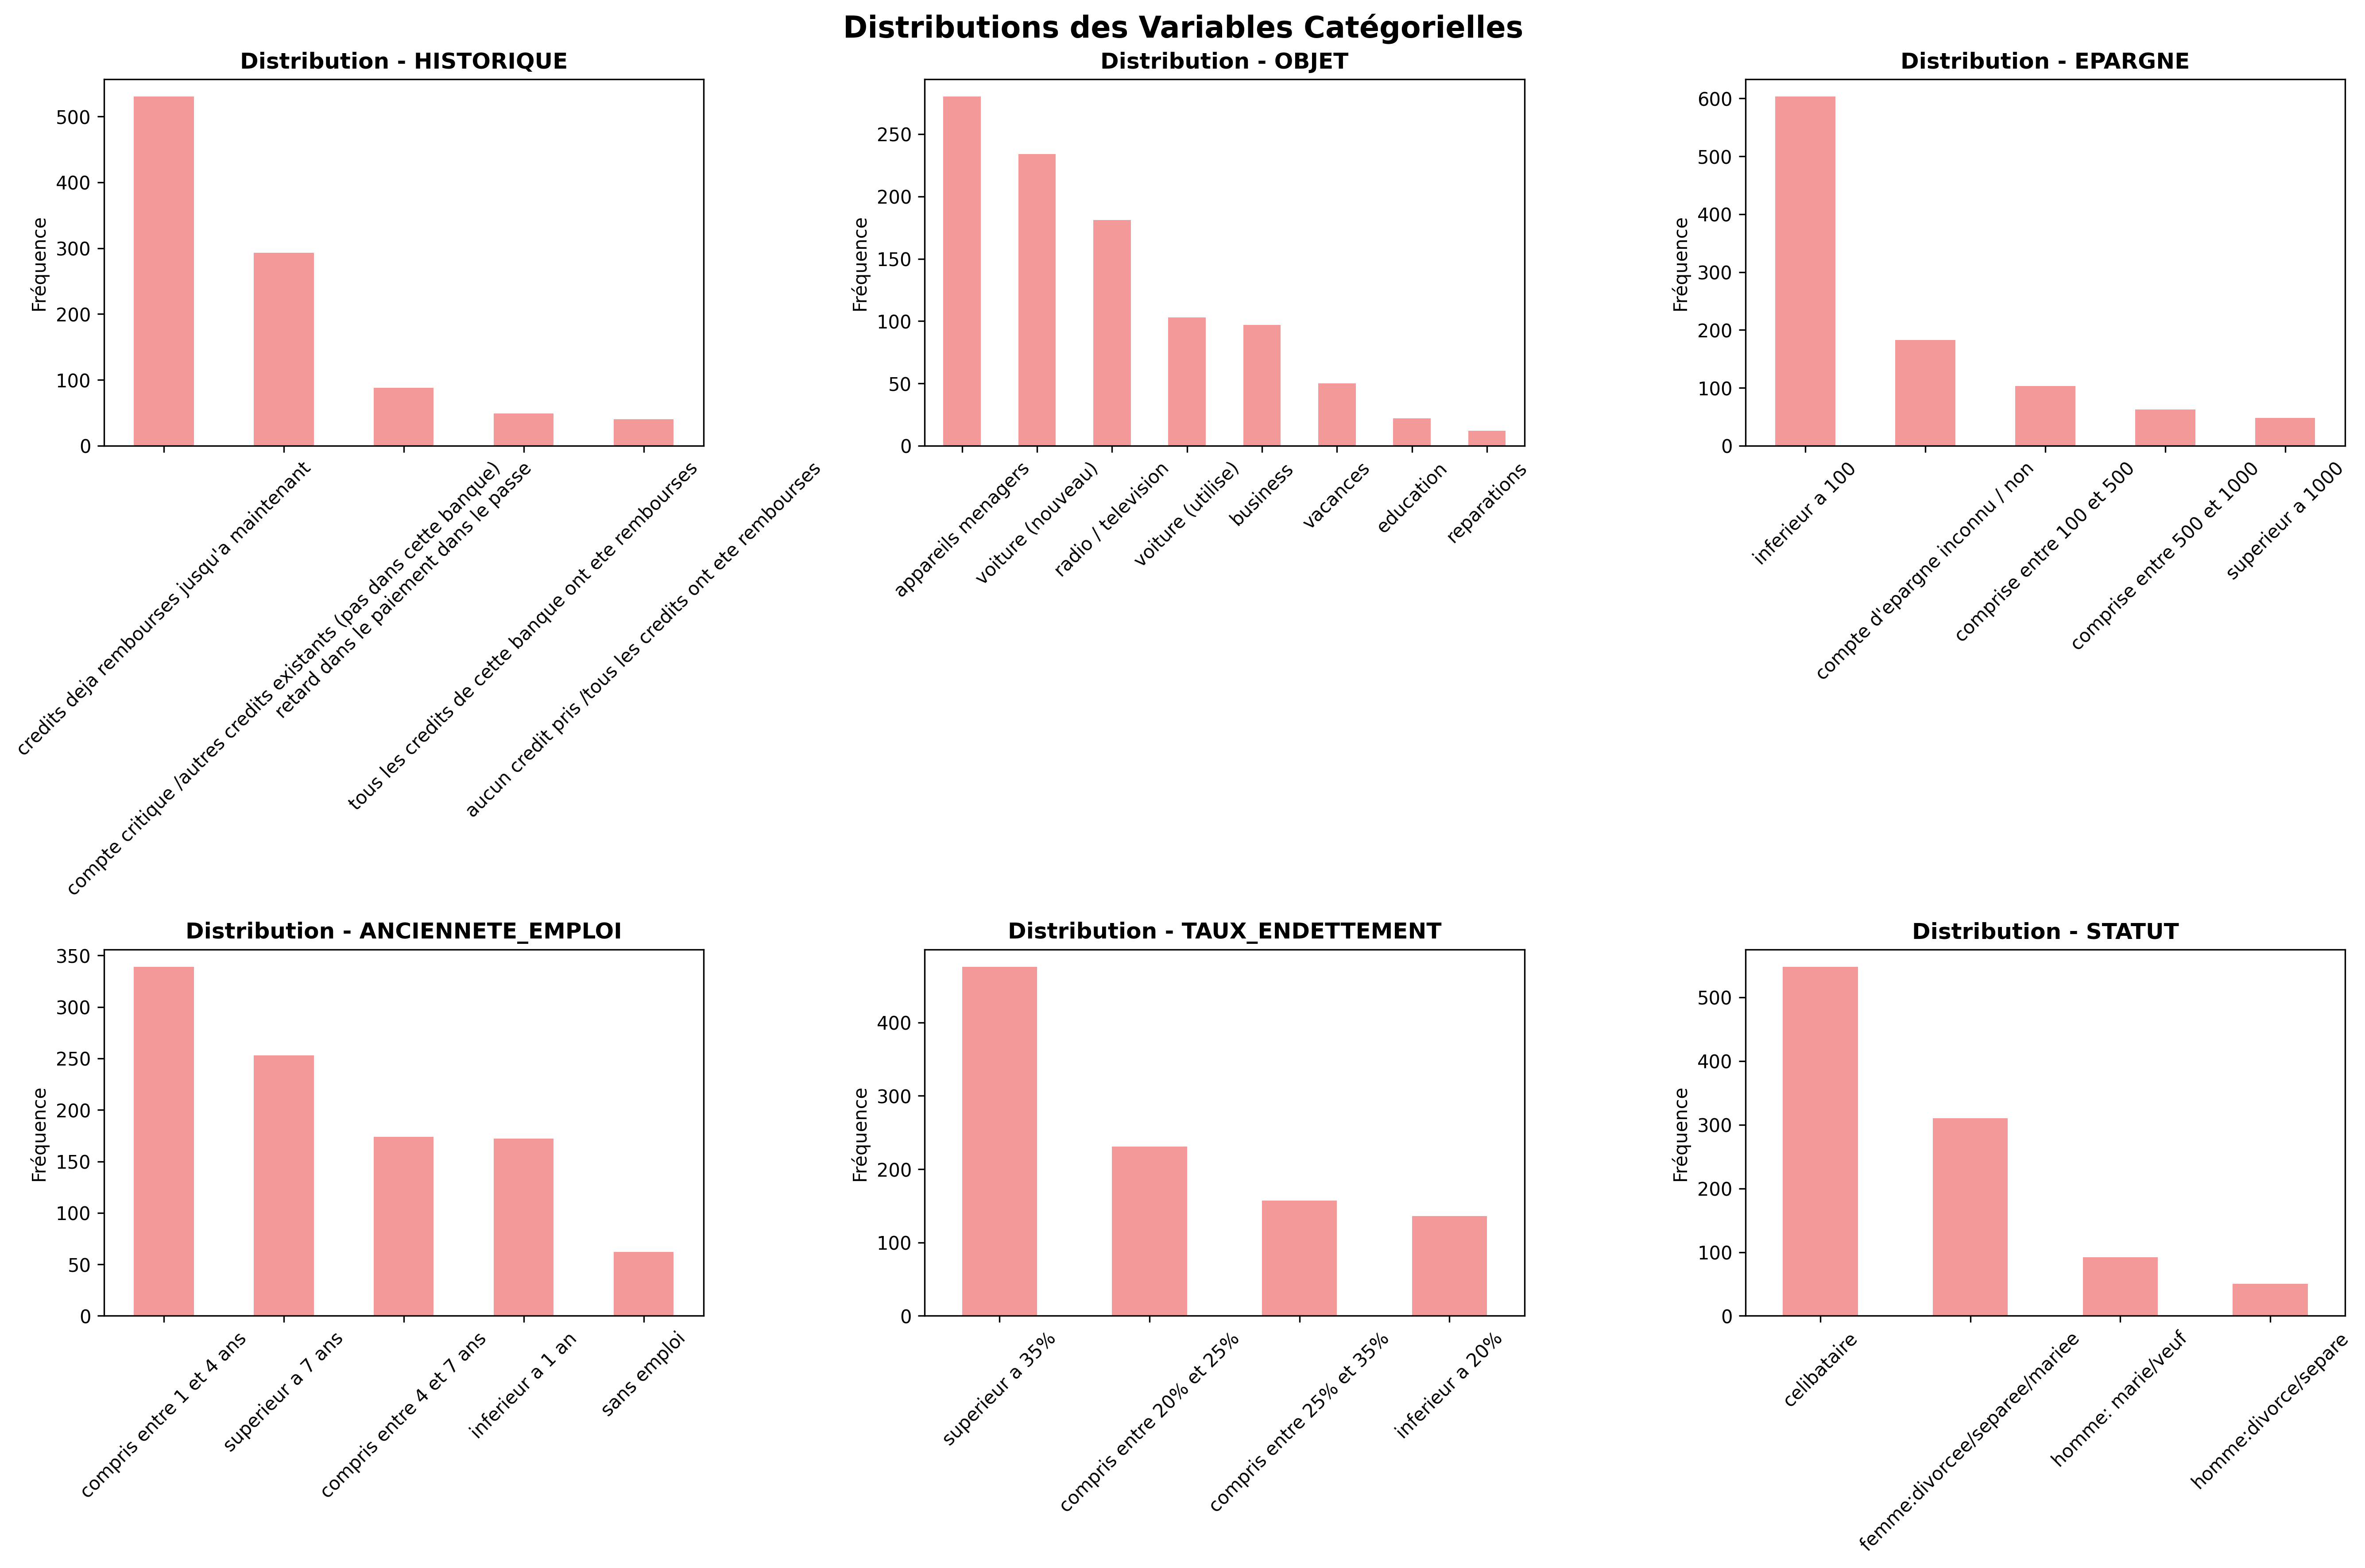 Distributions des Variables Catégorielles
Distribution - HISTORIQUE
Fréquence
500
400
300
200
100
0
credits deja rembourses jusqu'a maintenant
compte critique /autres credits existants (pas dans cette banque)
retard dans le paiement dans le passe
tous les credits de cette banque ont ete rembourses
aucun credit pris /tous les credits ont ete rembourses
Distribution - OBJET
Fréquence
250
200
150
100
50
0
appareils menagers
voiture (nouveau)
radio / television
voiture (utilise)
business
vacances
education
reparations
Distribution - EPARGNE
Fréquence
600
500
400
300
200
100
0
inferieur a 100
compte d'epargne inconnu / non
comprise entre 100 et 500
comprise entre 500 et 1000
superieur a 1000
Distribution - ANCIENNETE_EMPLOI
Fréquence
350
300
250
200
150
100
50
0
compris entre 1 et 4 ans
superieur a 7 ans
compris entre 4 et 7 ans
inferieur a 1 an
sans emploi
Distribution - TAUX_ENDETTEMENT
Fréquence
400
300
200
100
0
superieur a 35%
compris entre 20% et 25%
compris entre 25% et 35%
inferieur a 20%
Distribution - STATUT
Fréquence
500
400
300
200
100
0
celibataire
femme:divorcee/separee/mariee
homme: marie/veuf
homme:divorce/separe